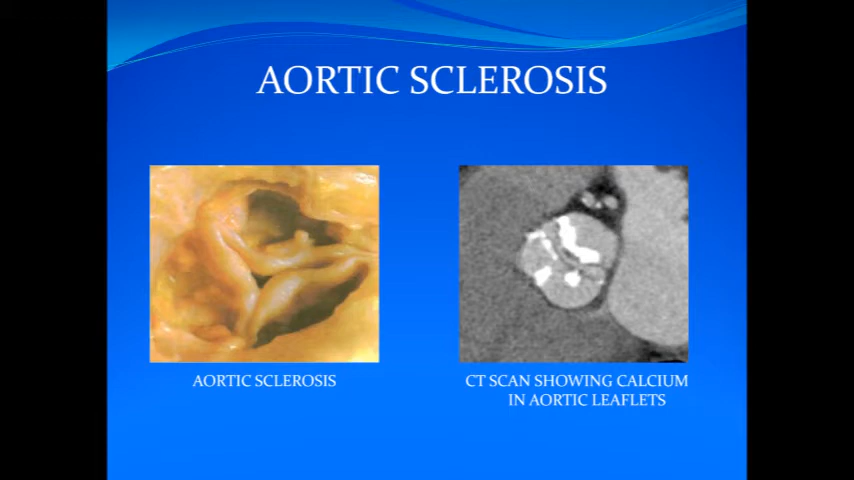 AORTIC SCLEROSIS
AORTIC SCLEROSIS
CT SCAN SHOWING CALCIUM
IN AORTIC LEAFLETS